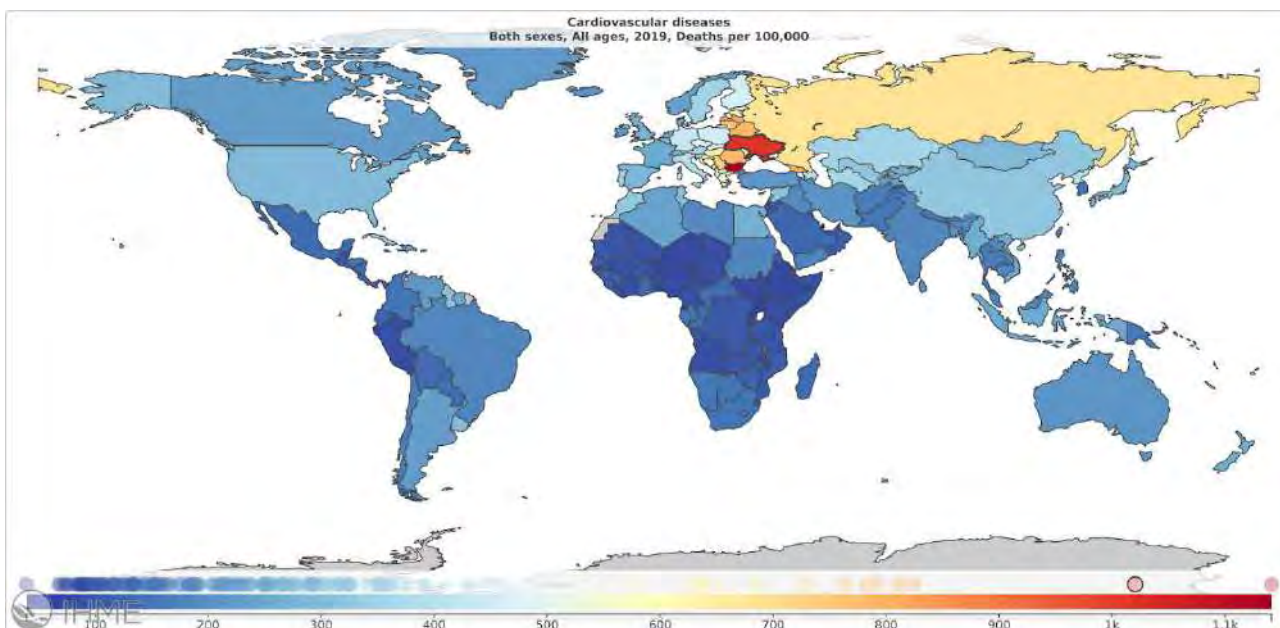 Cardiovascular diseases
Both sexes, All ages, 2019, Deaths per 100,000
IHME
100 200 300 400 500 600 700 800 900 1k 1.1k